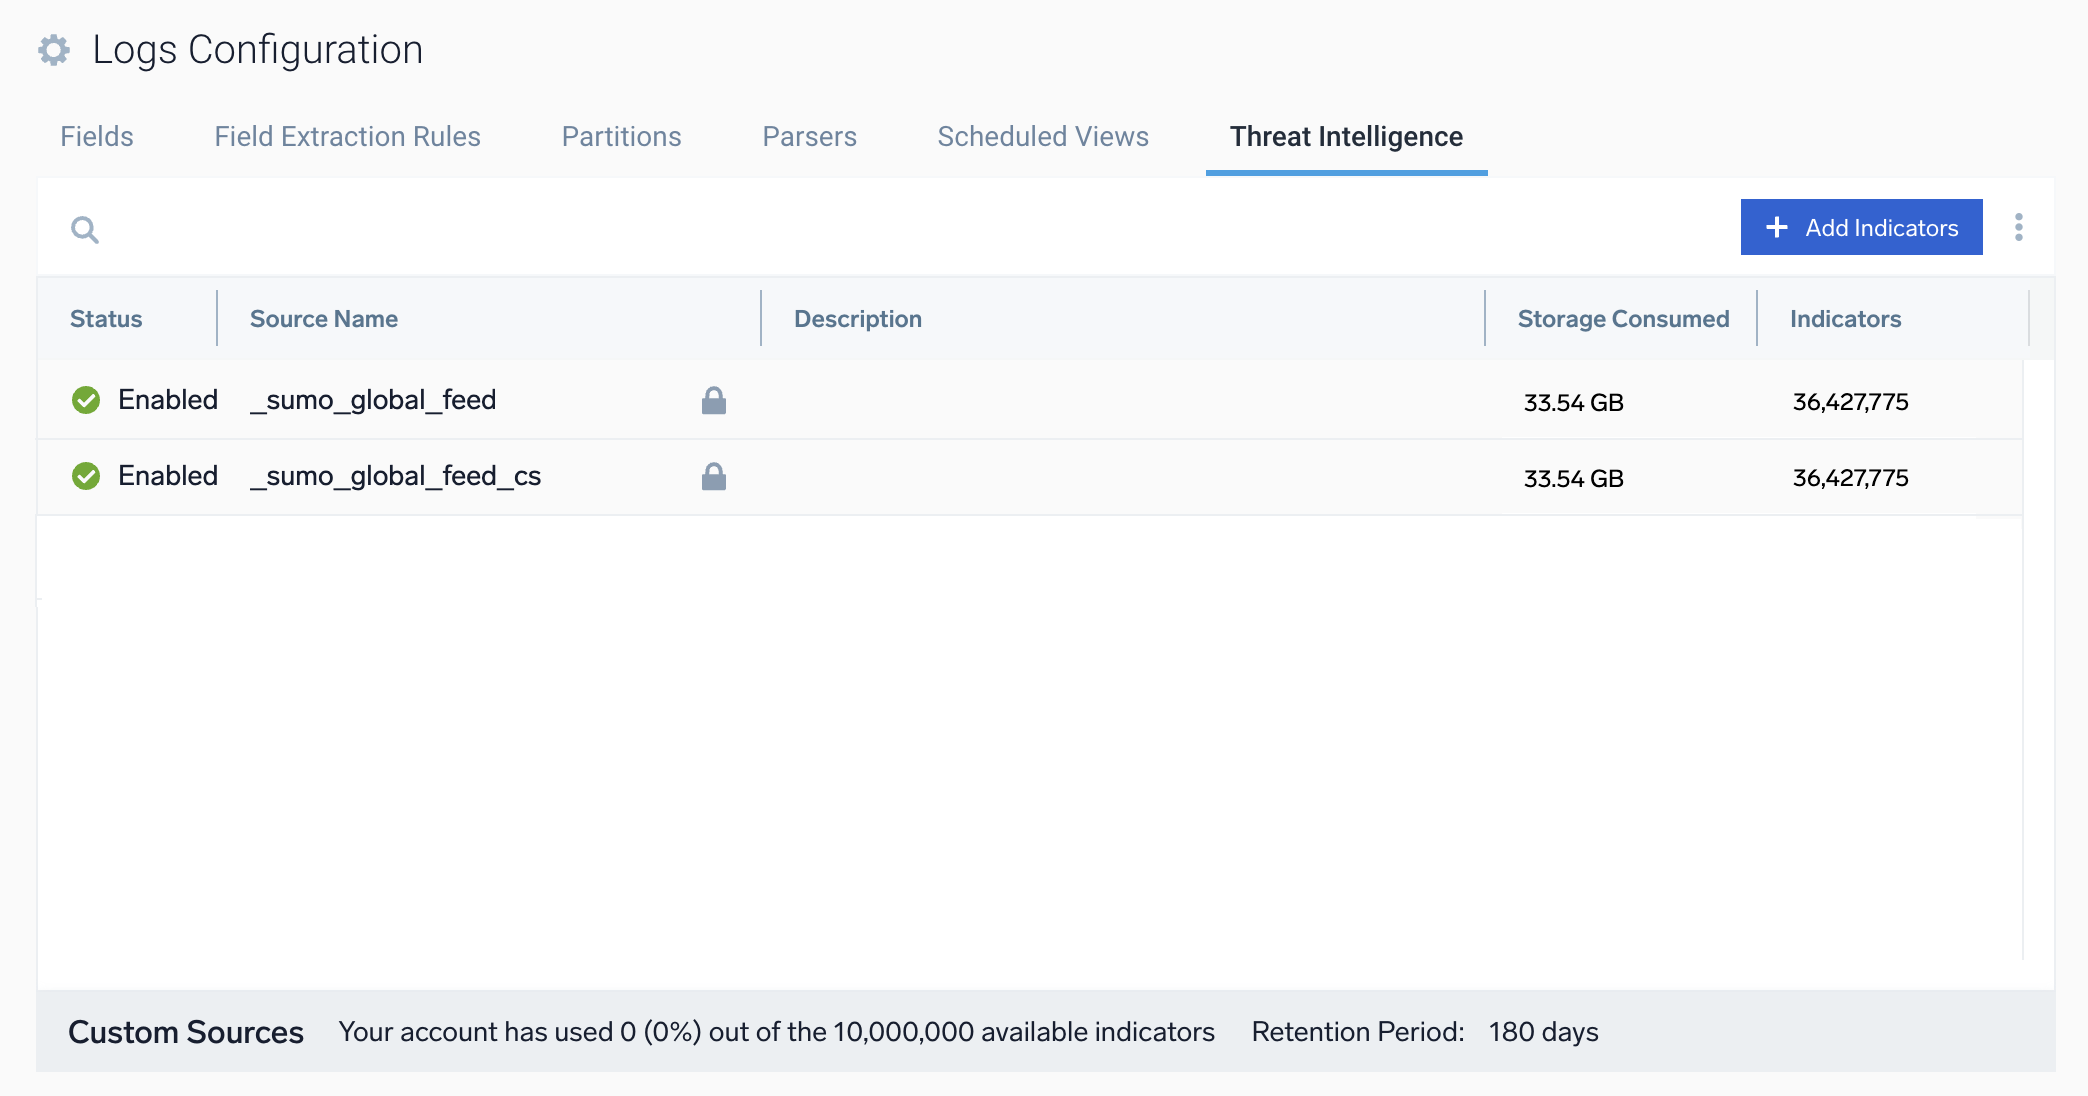 Logs Configuration
Fields Field Extraction Rules Partitions Parsers Scheduled Views Threat Intelligence
Add Indicators
Status Source Name Description Storage Consumed Indicators
Enabled _sumo_global_feed 33.54 GB 36,427,775
Enabled _sumo_global_feed_cs 33.54 GB 36,427,775
Custom Sources Your account has used 0 (0%) out of the 10,000,000 available indicators Retention Period: 180 days